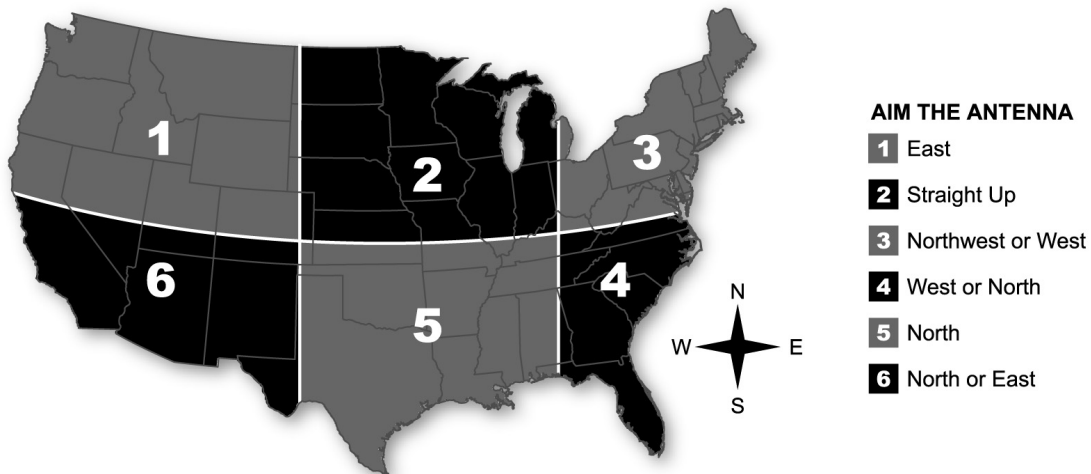 1
2
3
4
5
6
N
W E
S
AIM THE ANTENNA
1 East
2 Straight Up
3 Northwest or West
4 West or North
5 North
6 North or East